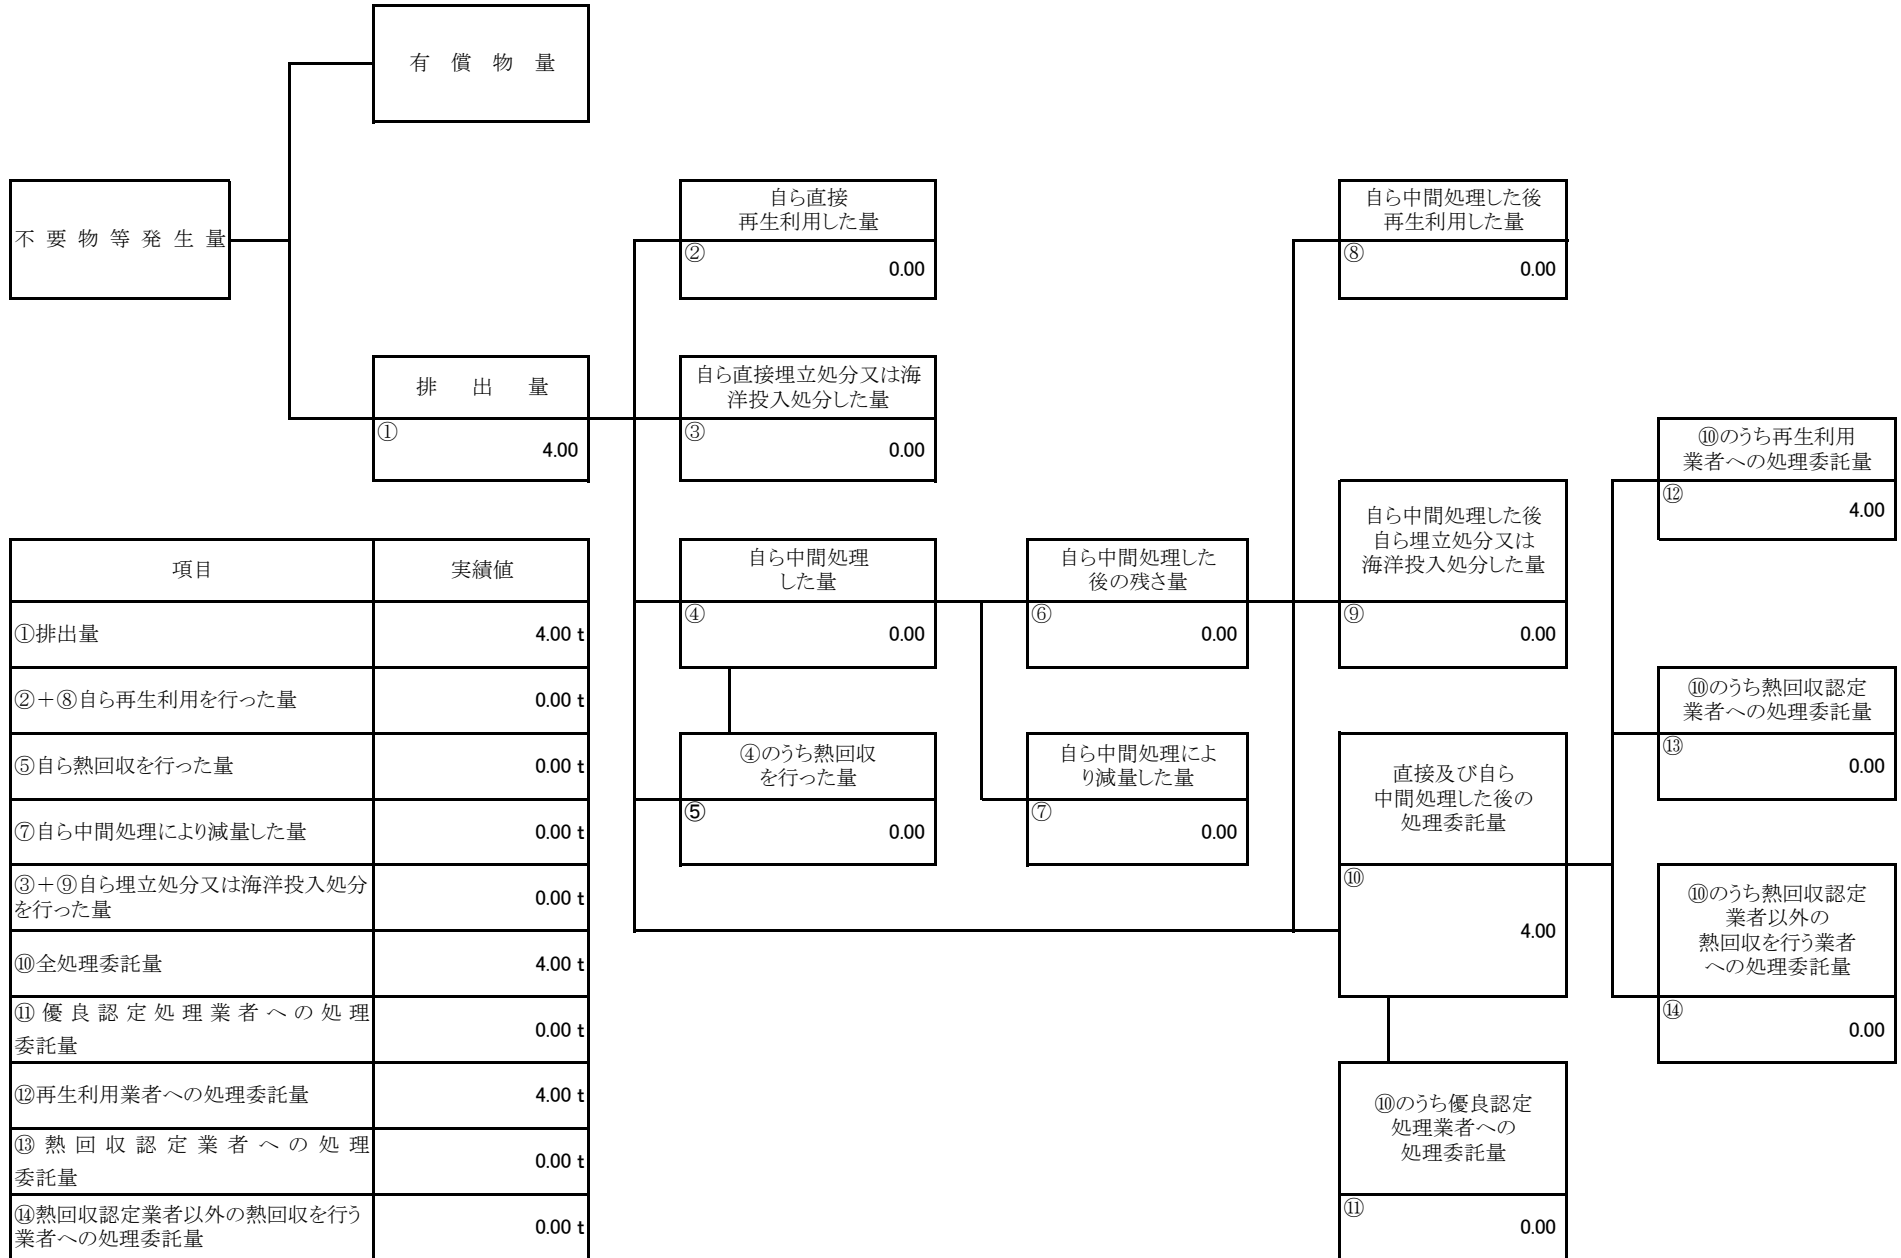 有 償 物 量
不 要 物 等 発 生 量
自ら直接
再生利用した量
②
0.00
自ら中間処理した後
再生利用した量
⑧
0.00
排 出 量
①
4.00
自ら直接埋立処分又は海
洋投入処分した量
③
0.00
⑩のうち再生利用
業者への処理委託量
⑫
4.00
自ら中間処理
した量
④
0.00
自ら中間処理した
後の残さ量
⑥
0.00
自ら中間処理した後
自ら埋立処分又は
海洋投入処分した量
⑨
0.00
⑩のうち熱回収認定
業者への処理委託量
⑬
0.00
④のうち熱回収
を行った量
⑤
0.00
自ら中間処理によ
り減量した量
⑦
0.00
直接及び自ら
中間処理した後の
処理委託量
⑩
4.00
⑩のうち熱回収認定
業者以外の
熱回収を行う業者
への処理委託量
⑭
0.00
⑩のうち優良認定
処理業者への
処理委託量
⑪
0.00
項目 実績値
①排出量 4.00 t
②+⑧自ら再生利用を行った量 0.00 t
⑤自ら熱回収を行った量 0.00 t
⑦自ら中間処理により減量した量 0.00 t
③+⑨自ら埋立処分又は海洋投入処分
を行った量 0.00 t
⑩全処理委託量 4.00 t
⑪優良認定処理業者への処理
委託量 0.00 t
⑫再生利用業者への処理委託量 4.00 t
⑬熱回収認定業者への処理
委託量 0.00 t
⑭熱回収認定業者以外の熱回収を行う
業者への処理委託量 0.00 t